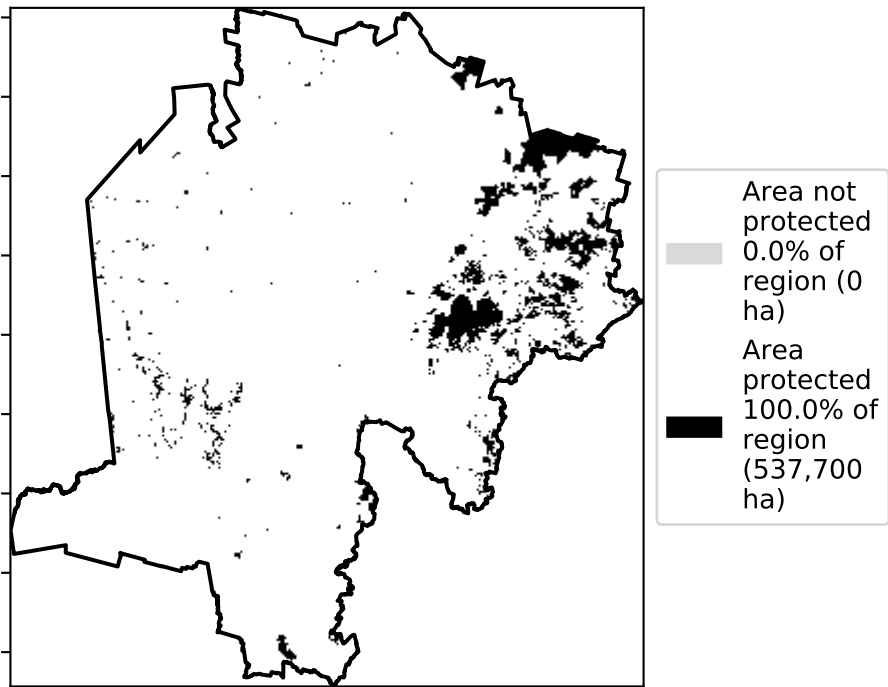 Area not
protected
0.0% of
region (0
ha)
Area
protected
100.0% of
region
(537,700
ha)